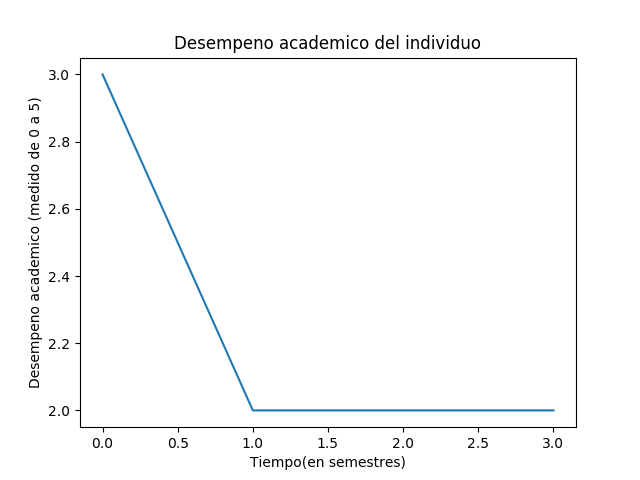 Desempeno academico del individuo
Desempeno academico (medido de 0 a 5)
3.0
2.8
2.6
2.4
2.2
2.0
0.0 0.5 1.0 1.5 2.0 2.5 3.0
Tiempo(en semestres)